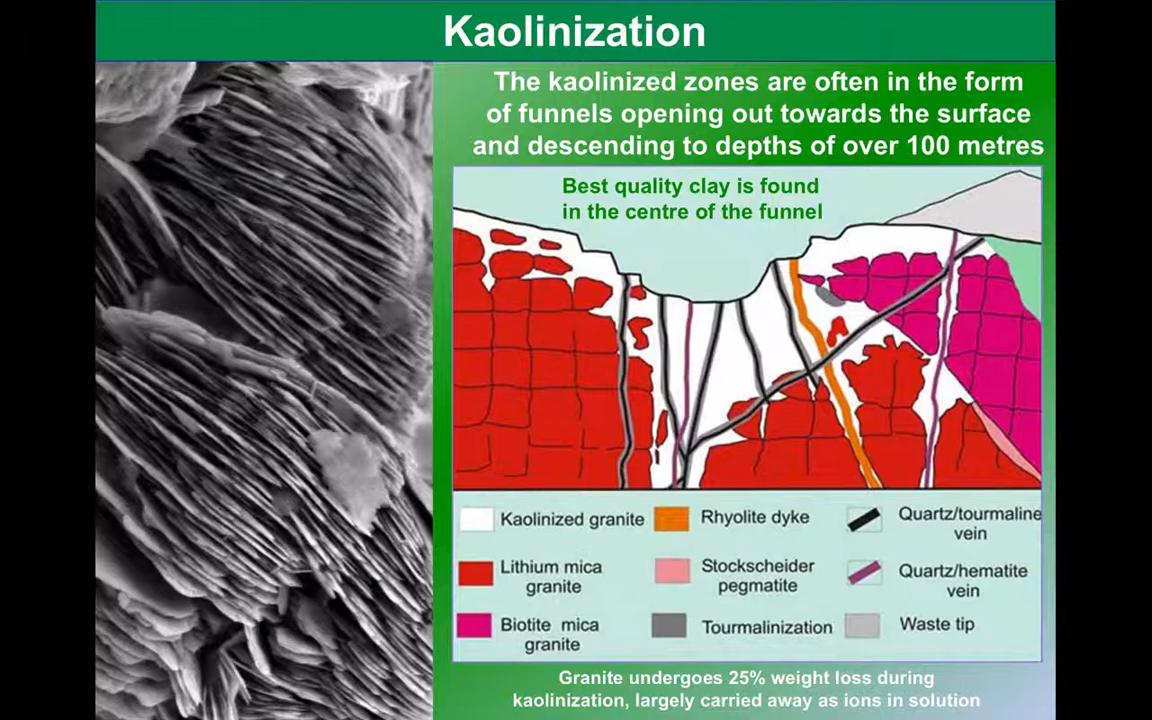 Kaolinization
The kaolinized zones are often in the form
of funnels opening out towards the surface
and descending to depths of over 100 metres
Best quality clay is found
in the centre of the funnel
Kaolinized granite
Rhyolite dyke
Quartz/tourmaline
vein
Lithium mica
granite
Stockscheider
pegmatite
Quartz/hematite
vein
Biotite mica
granite
Tourmalinization
Waste tip
Granite undergoes 25% weight loss during
kaolinization, largely carried away as ions in solution